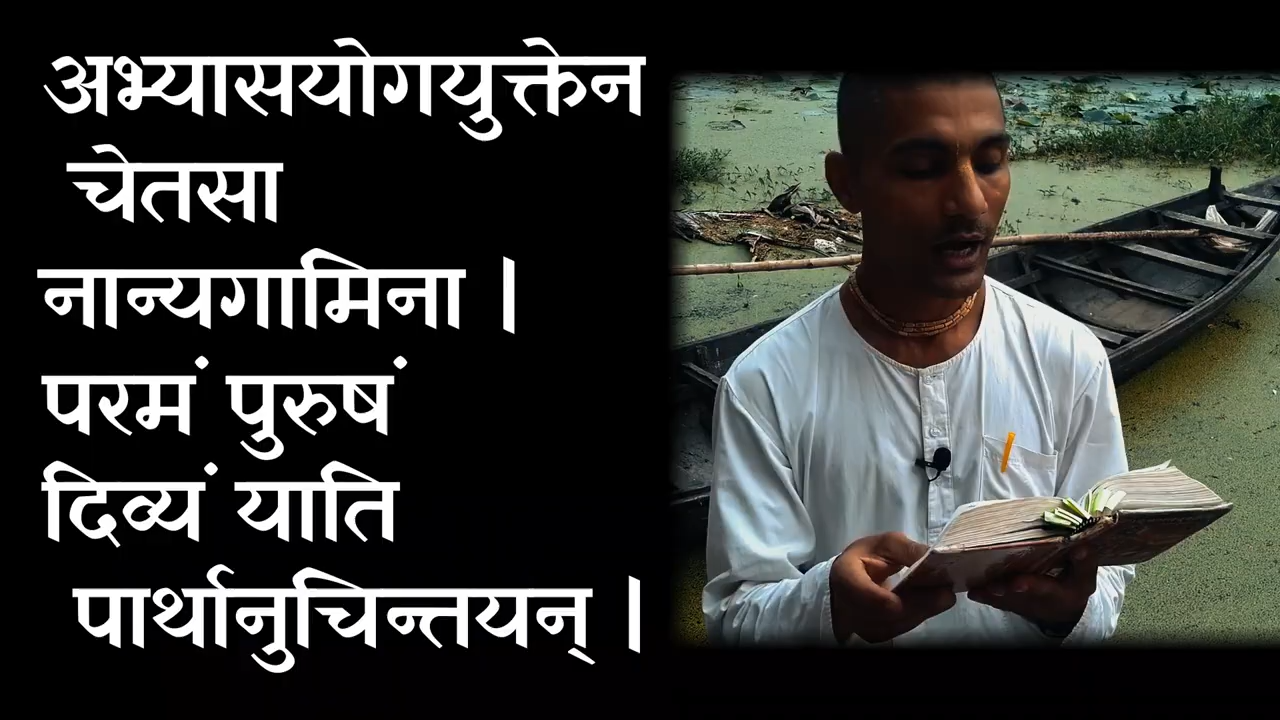 अभ्यासयोगयुक्तेन
चेतसा
नान्यगामिना ।
परमं पुरुषं
दिव्यं याति
पार्थानुचिन्तयन् ।